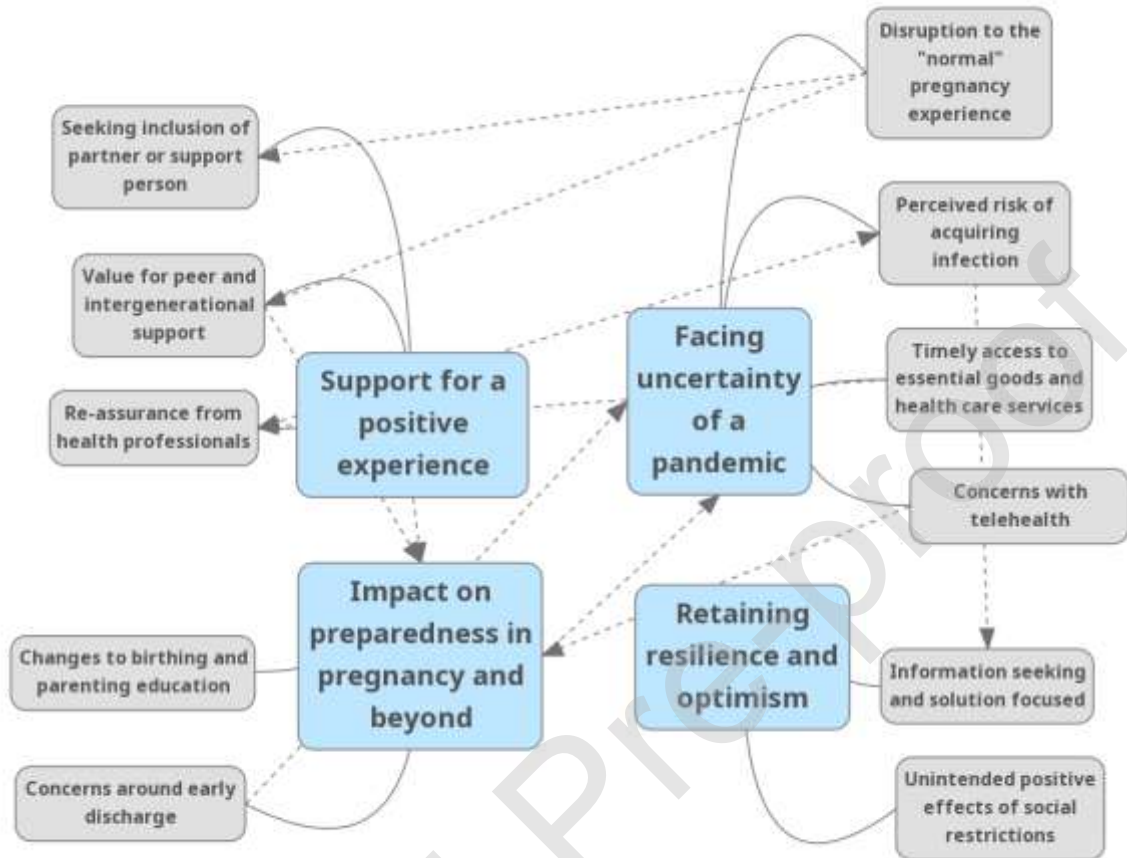 Disruption to the
"normal"
pregnancy
experience
Seeking inclusion of
partner or support
person
Perceived risk of
acquiring
infection
Value for peer and
intergenerational
support
Facing
uncertainty
of a
pandemic
Timely access to
essential goods and
health care services
Support for a
positive
experience
Re-assurance from
health professionals
Concerns with
telehealth
Impact on
preparedness in
pregnancy and
beyond
Retaining
resilience and
optimism
Changes to birthing and
parenting education
Information seeking
and solution focused
Concerns around early
discharge
Unintended positive
effects of social
restrictions
Pre-proof